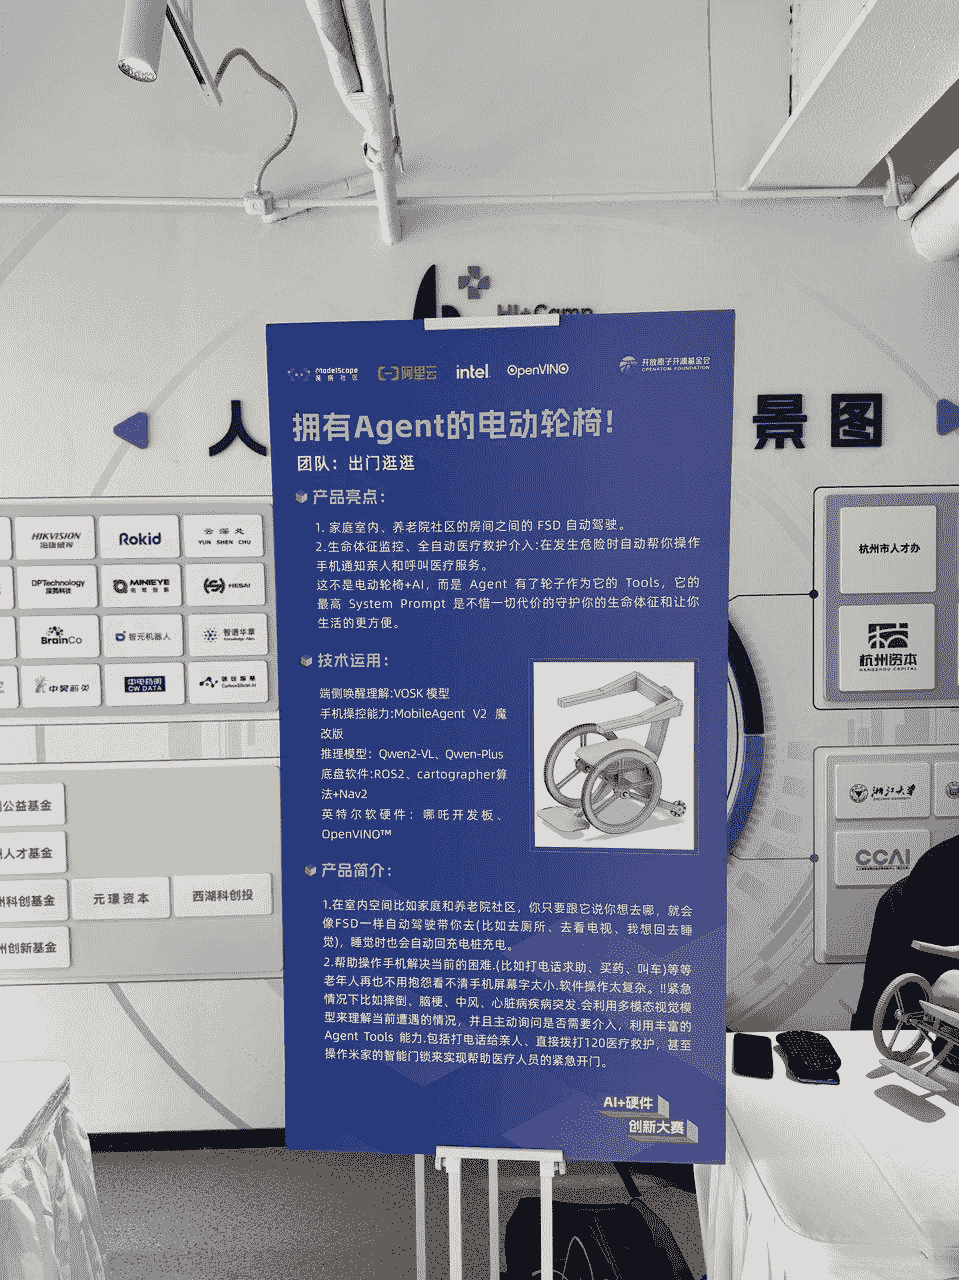 人
景图
HIKVISION
海康威视
Rokid
云深处
YUN SHEN CHU
DPTechnology
深势科技
MINIEYE
HESAI
BrainCo
智元机器人
智谱华章
中昊芯英
中电数据
CW DATA
公益基金
人才基金
科创基金
元璟资本
西湖科创投
创新基金
杭州市人才办
杭州资本
HANGZHOU CAPITAL
浙江大学
CCAI
ModelScope
魔搭社区
阿里云
intel
OpenVINO
开放原子开源基金会
OPENATOM FOUNDATION
拥有Agent的电动轮椅!
团队：出门逛逛
产品亮点：
1. 家庭室内、养老院社区的房间之间的 FSD 自动驾驶。
2.生命体征监控、全自动医疗救护介入:在发生危险时自动帮你操作
手机通知亲人和呼叫医疗服务。
这不是电动轮椅+AI，而是 Agent 有了轮子作为它的 Tools，它的
最高 System Prompt 是不惜一切代价的守护你的生命体征和让你
生活的更方便。
技术运用：
端侧唤醒理解:VOSK 模型
手机操控能力:MobileAgent V2 魔
改版
推理模型：Qwen2-VL、Qwen-Plus
底盘软件:ROS2、cartographer算
法+Nav2
英特尔软硬件：哪吒开发板、
OpenVINO™
产品简介：
1.在室内空间比如家庭和养老院社区，你只要跟它说你想去哪，就会
像FSD一样自动驾驶带你去(比如去厕所、去看电视、我想回去睡
觉)，睡觉时也会自动回充电桩充电。
2.帮助操作手机解决当前的困难.(比如打电话求助、买药、叫车)等等
老年人再也不用抱怨看不清手机屏幕字太小.软件操作太复杂。!!紧急
情况下比如摔倒、脑梗、中风、心脏病疾病突发.会利用多模态视觉模
型来理解当前遭遇的情况，并且主动询问是否需要介入，利用丰富的
Agent Tools 能力.包括打电话给亲人、直接拨打120医疗救护，甚至
操作米家的智能门锁来实现帮助医疗人员的紧急开门。
AI+硬件
创新大赛